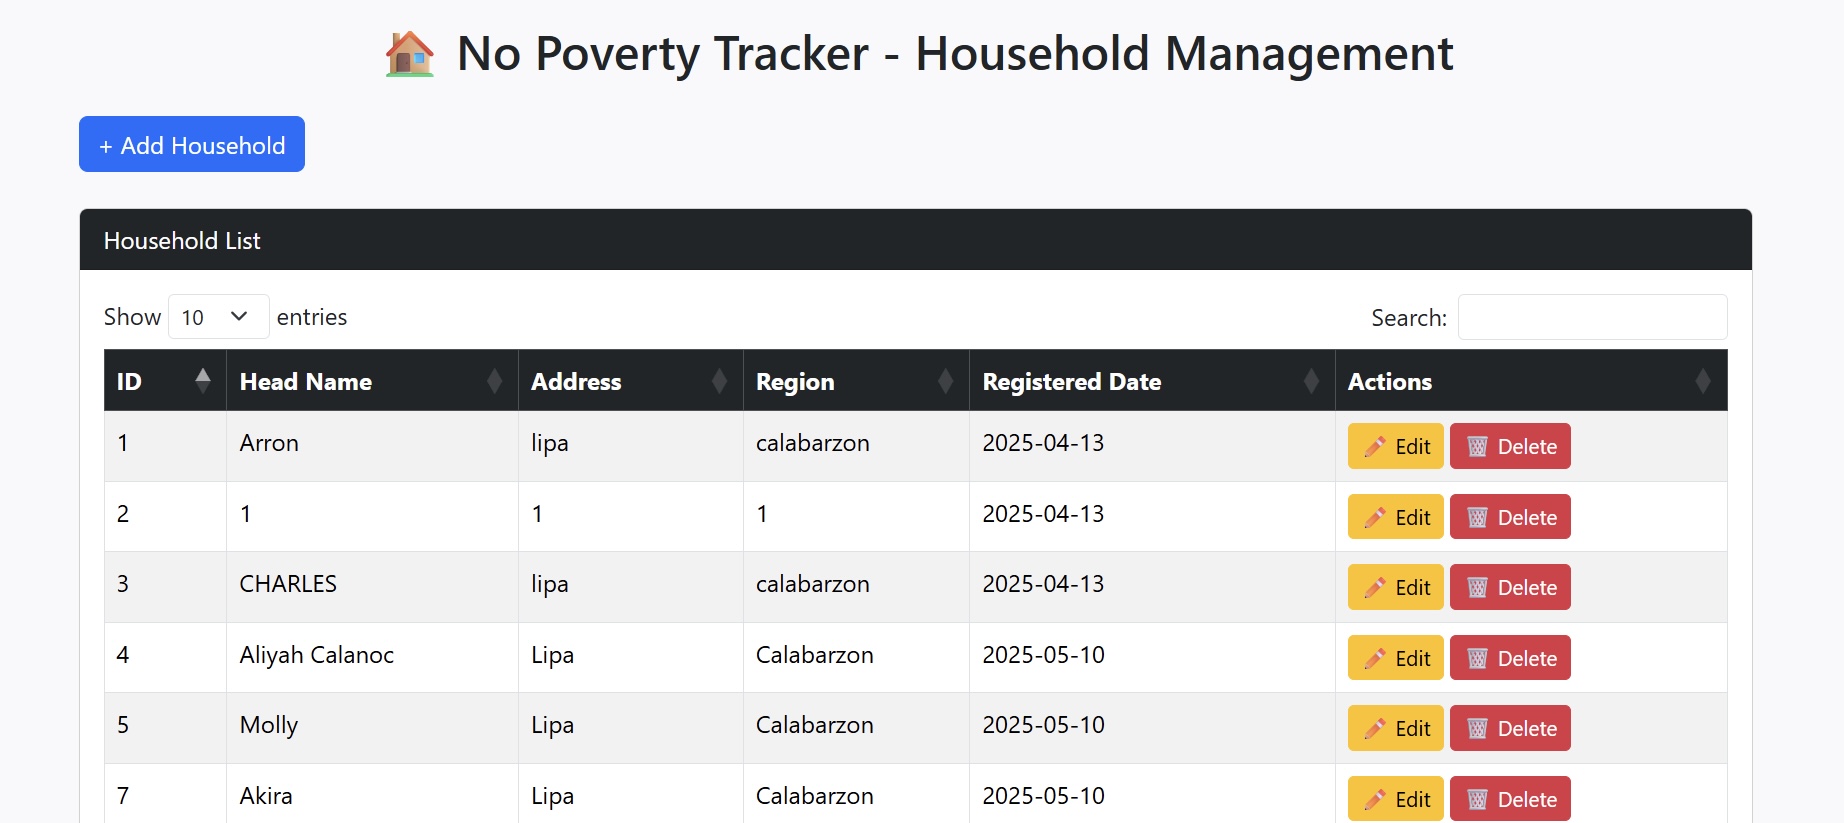 No Poverty Tracker - Household Management
+ Add Household
Household List
Show 10 entries Search:
ID Head Name Address Region Registered Date Actions
1 Arron lipa calabarzon 2025-04-13 Edit Delete
2 1 1 1 2025-04-13 Edit Delete
3 CHARLES lipa calabarzon 2025-04-13 Edit Delete
4 Aliyah Calanoc Lipa Calabarzon 2025-05-10 Edit Delete
5 Molly Lipa Calabarzon 2025-05-10 Edit Delete
7 Akira Lipa Calabarzon 2025-05-10 Edit Delete